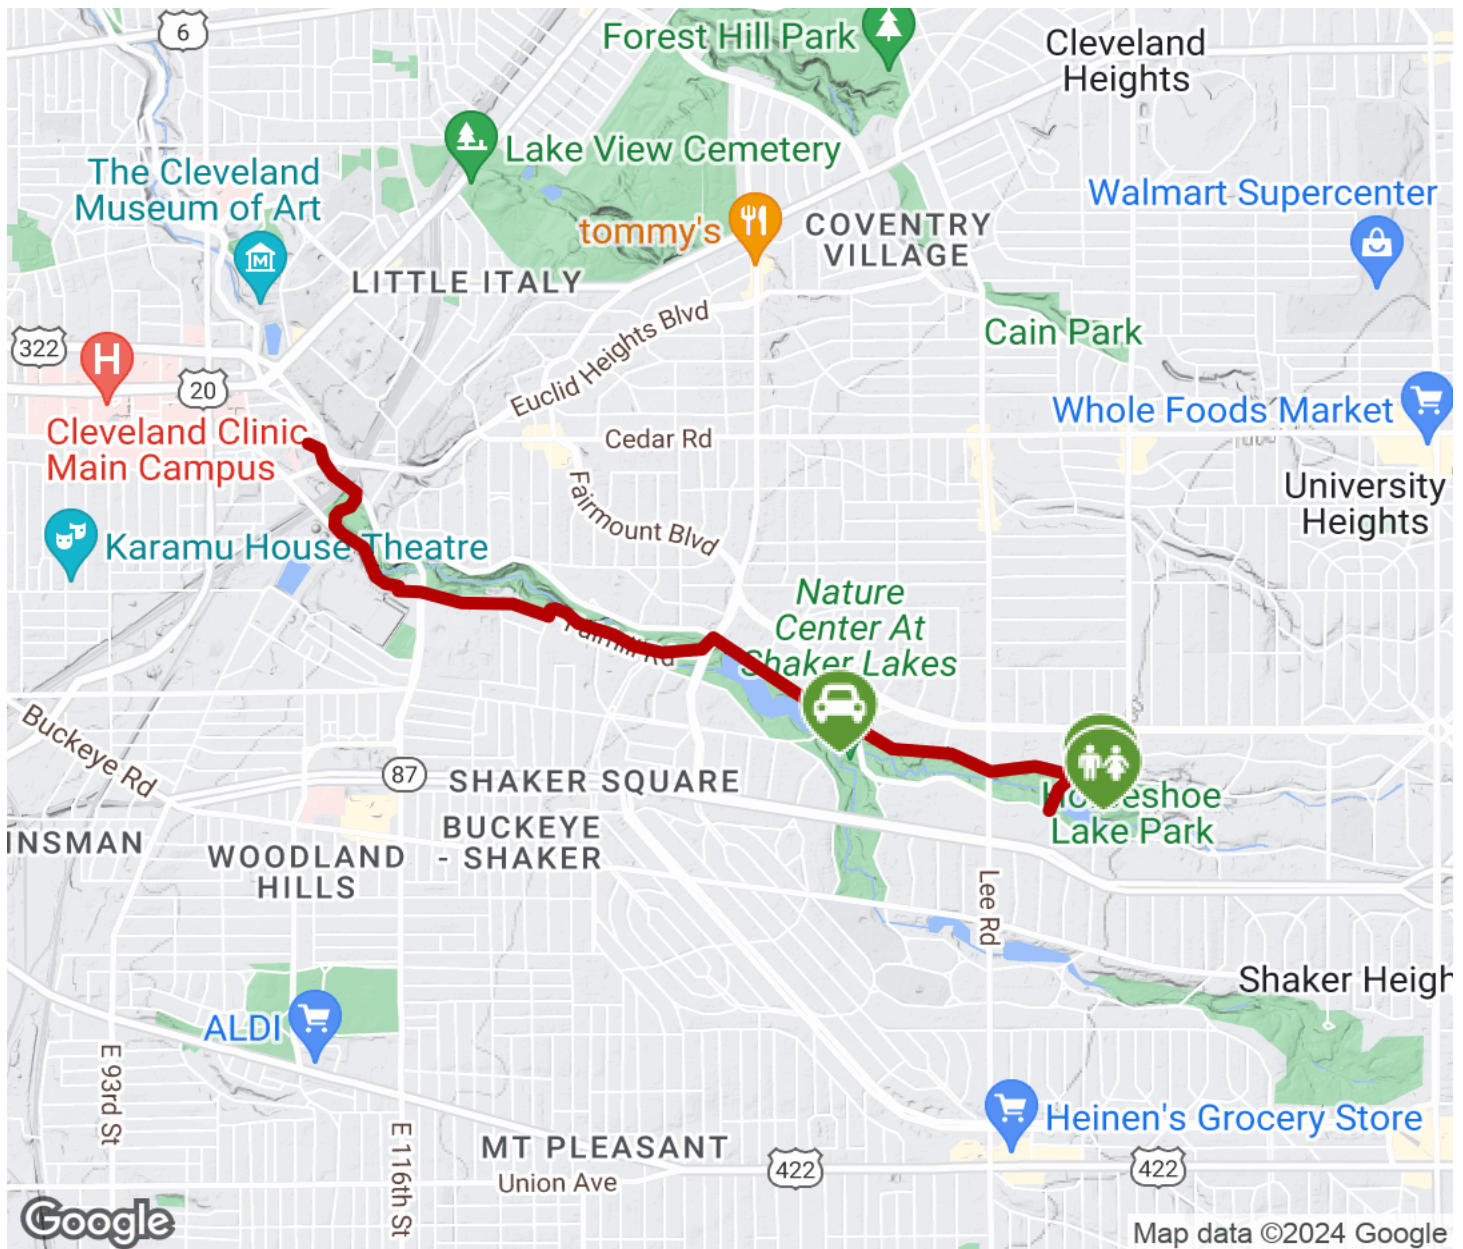 6
Forest Hill Park
Cleveland
Heights
Lake View Cemetery
The Cleveland
Museum of Art
Walmart Supercenter
tommy's
COVENTRY
VILLAGE
LITTLE ITALY
Euclid Heights Blvd
Cain Park
322
H
20
Whole Foods Market
Cleveland Clinic
Main Campus
Cedar Rd
Fairmount Blvd
University
Heights
Karamu House Theatre
Nature
Center At
Shaker Lakes
Fairhill Rd
Buckeye Rd
87
SHAKER SQUARE
Horseshoe
Lake Park
INSMAN
BUCKEYE
- SHAKER
WOODLAND
HILLS
Lee Rd
Shaker Heigh
ALDI
E 93rd St
E 116th St
Heinen's Grocery Store
MT PLEASANT
Union Ave
422
422
Google
Map data ©2024 Google